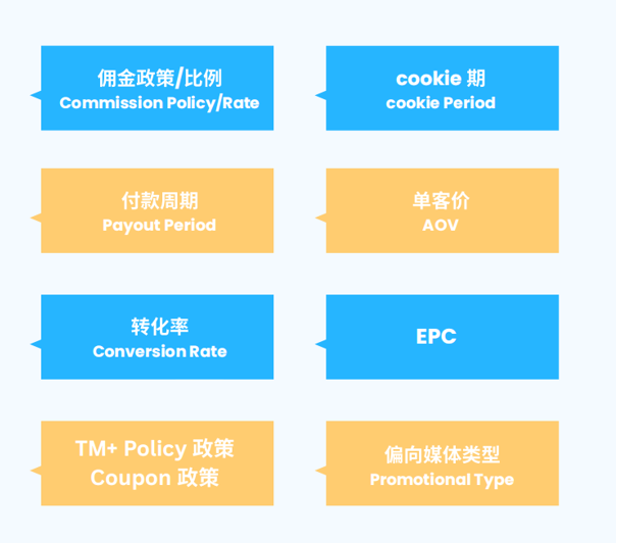 佣金政策/比例
Commission Policy/Rate
cookie 期
cookie Period
付款周期
Payout Period
单客价
AOV
转化率
Conversion Rate
EPC
TM+ Policy 政策
Coupon 政策
偏向媒体类型
Promotional Type